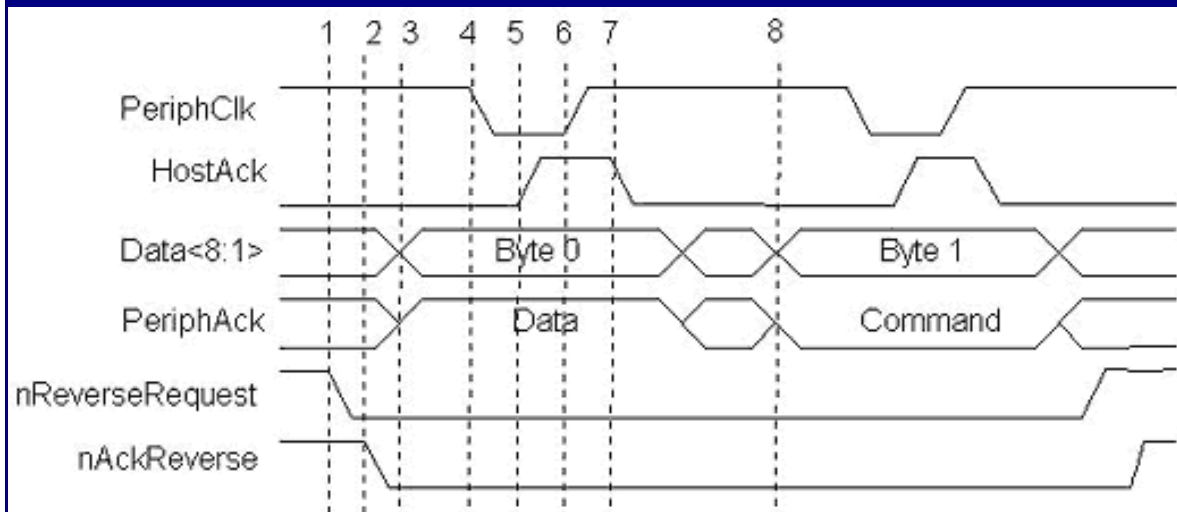 1 2 3 4 5 6 7 8
PeriphClk
HostAck
Data<8:1> Byte 0 Byte 1
PeriphAck Data Command
nReverseRequest
nAckReverse